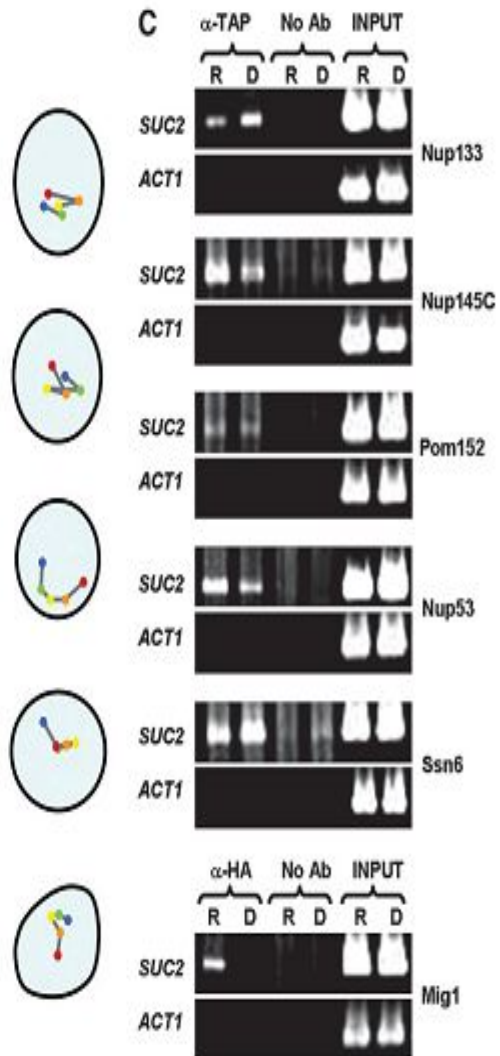 C
α-TAP No Ab INPUT
R D R D R D
SUC2
Nup133
ACT1
SUC2
Nup145C
ACT1
SUC2
Pom152
ACT1
SUC2
Nup53
ACT1
SUC2
Ssn6
ACT1
α-HA No Ab INPUT
R D R D R D
SUC2
Mig1
ACT1